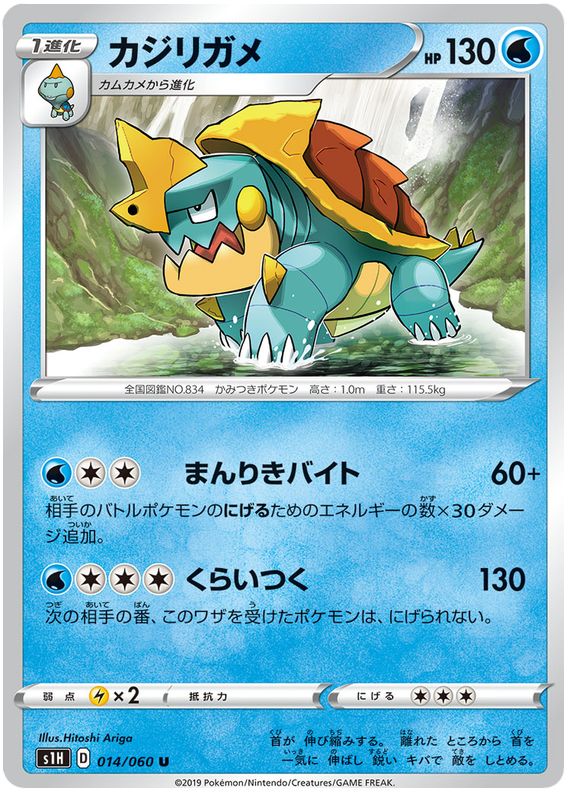 1進化 カジリガメ HP130
カムカメから進化
全国図鑑NO.834 かみつきポケモン 高さ:1.0m 重さ:115.5kg
まんりきバイト 60+
相手のバトルポケモンのにげるためのエネルギーの数×30ダメ
ージ追加。
くらいつく 130
次の相手の番、このワザを受けたポケモンは、にげられない。
弱点 ×2 抵抗力 にげる
Illus.Hitoshi Ariga
s1H D 014/060 U
首が 伸び縮みする。 離れた ところから 首を
一気に 伸ばし 鋭い キバで 敵を しとめる。
©2019 Pokémon/Nintendo/Creatures/GAME FREAK.